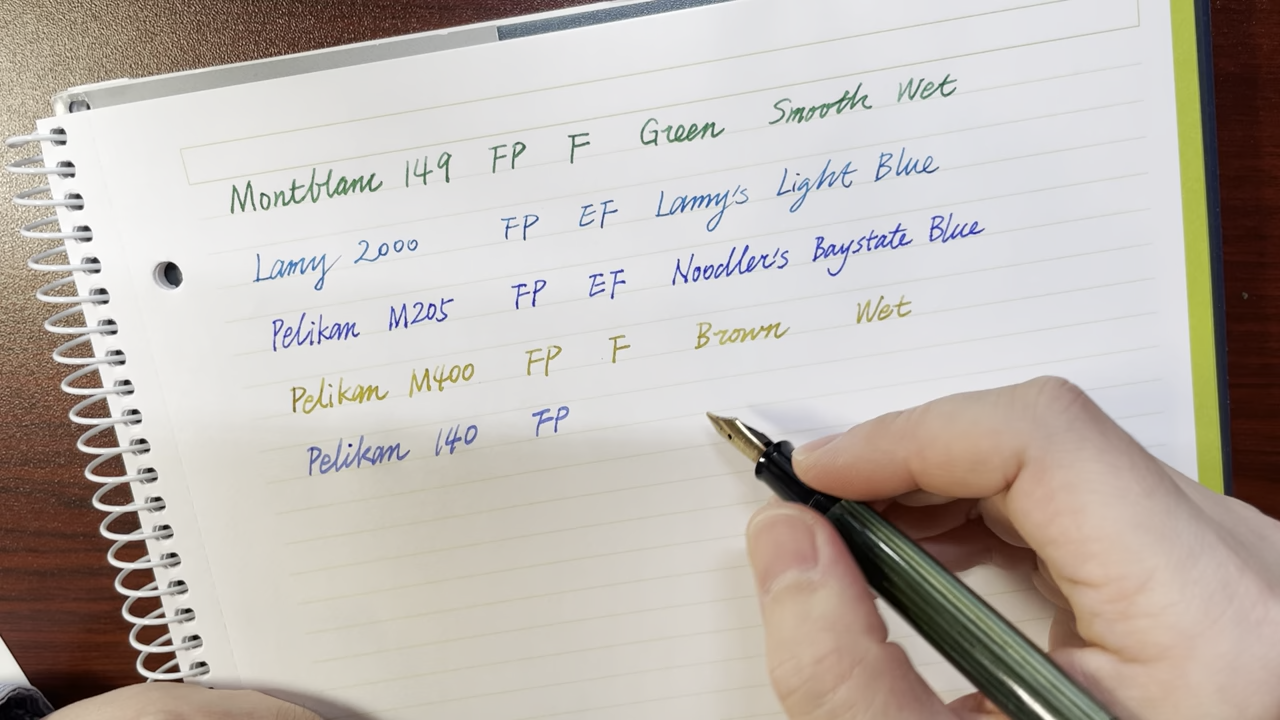 Montblanc 149 FP F Green Smooth Wet
Lamy 2000 FP EF Lamy's Light Blue
Pelikan M205 FP EF Noodler's Baystate Blue
Pelikan M400 FP F Brown Wet
Pelikan 140 FP